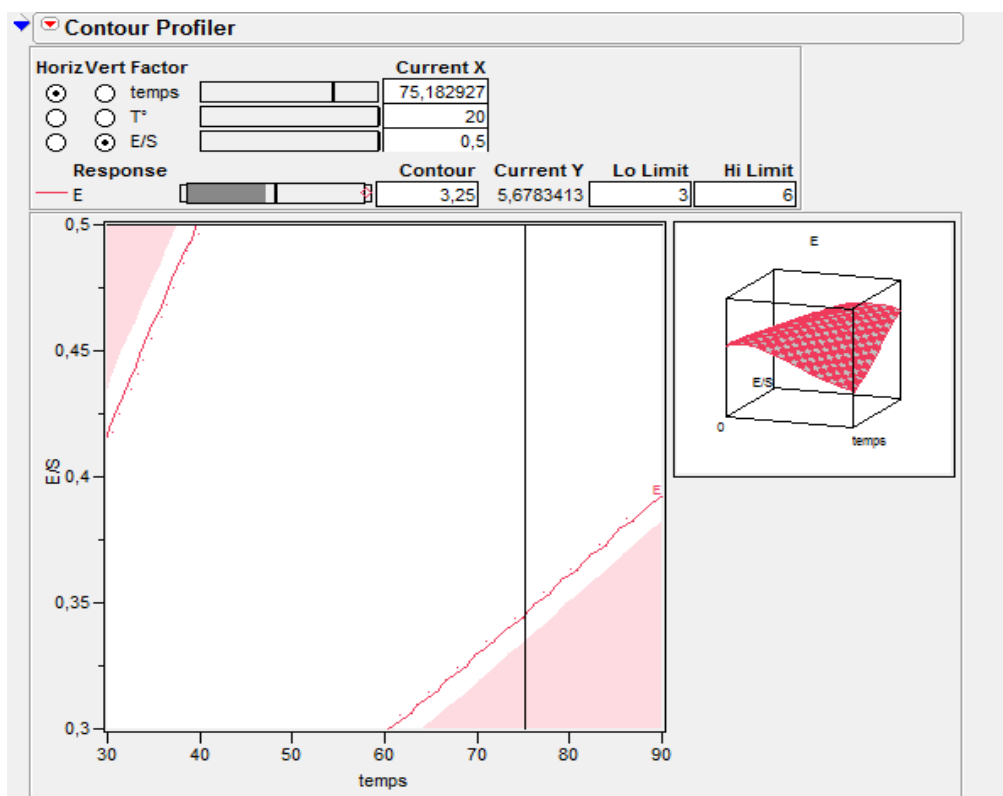 Contour Profiler
Horiz Vert Factor Current X
temps 75,182927
T° 20
E/S 0,5
Response Contour Current Y Lo Limit Hi Limit
E 3,25 5,6783413 3 6
0,5
0,45
0,4
0,35
0,3
E/S
E
30 40 50 60 70 80 90
temps
E
E/S
0
temps